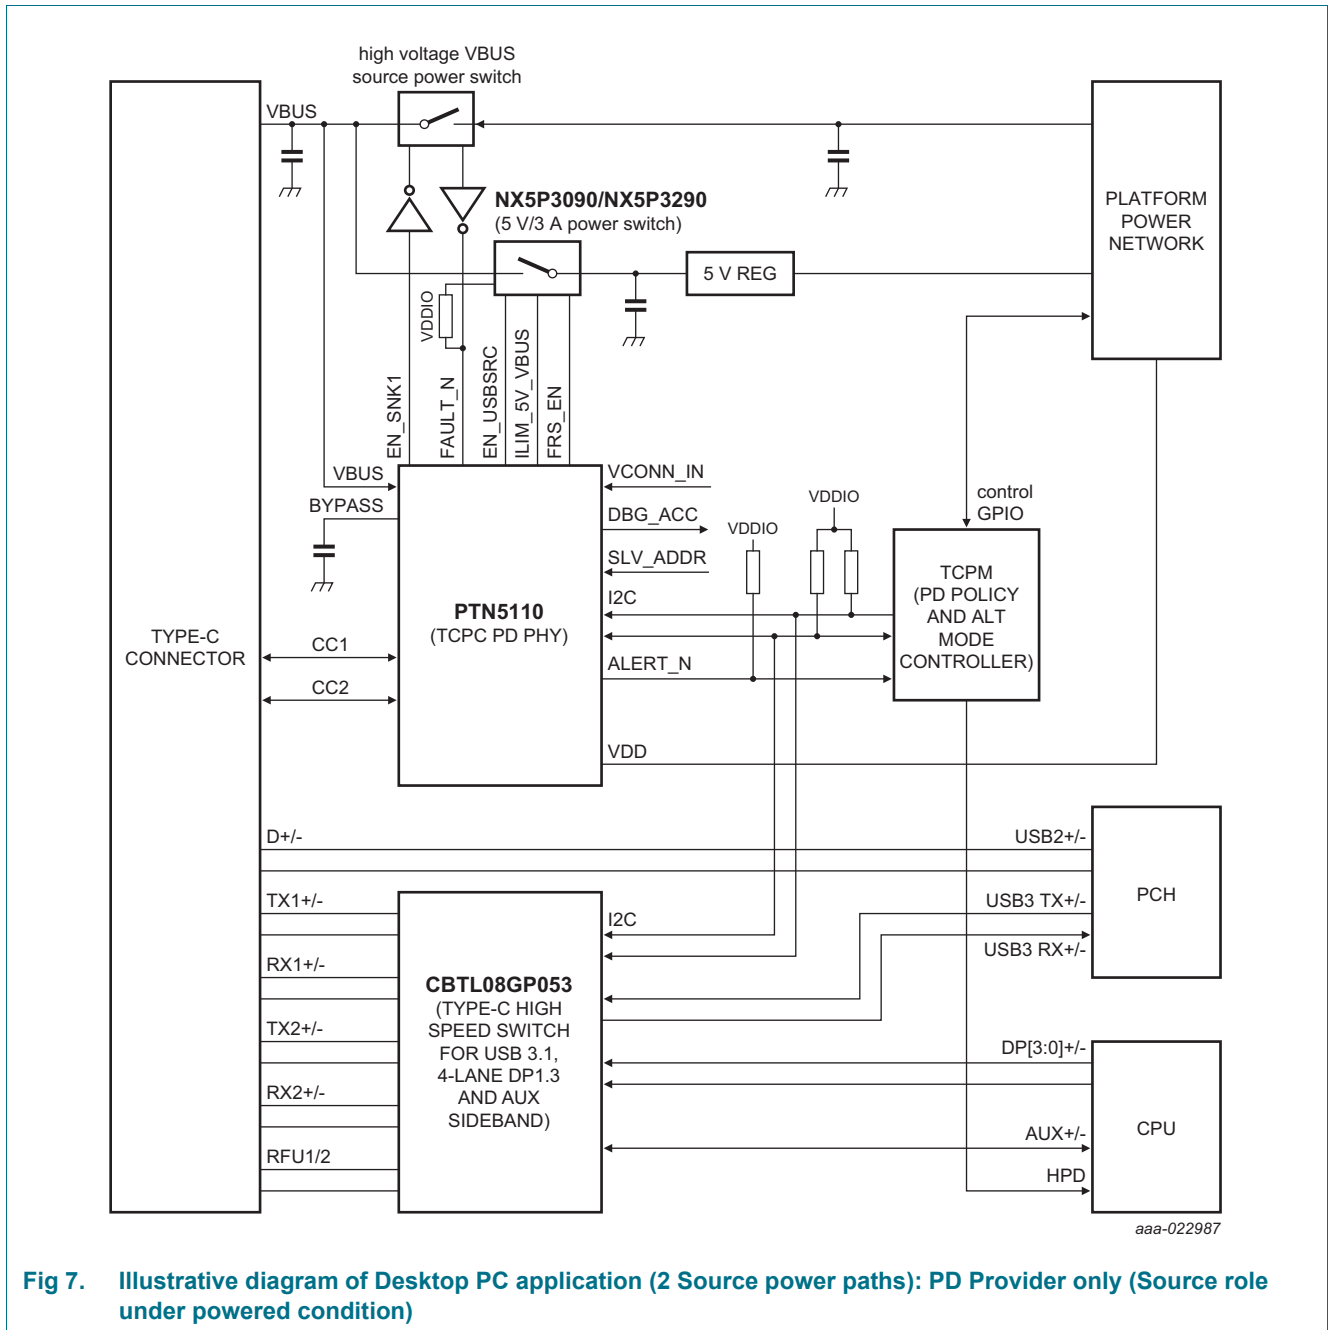 high voltage VBUS
source power switch
VBUS
NX5P3090/NX5P3290
(5 V/3 A power switch)
5 V REG
PLATFORM
POWER
NETWORK
VDDIO
EN_SNK1
FAULT_N
EN_USBSRC
ILIM_5V_VBUS
FRS_EN
VBUS
BYPASS
VCONN_IN
DBG_ACC
SLV_ADDR
I2C
ALERT_N
VDD
VDDIO
VDDIO
control
GPIO
PTN5110
(TCPC PD PHY)
TCPM
(PD POLICY
AND ALT
MODE
CONTROLLER)
TYPE-C
CONNECTOR
CC1
CC2
D+/-
TX1+/-
RX1+/-
TX2+/-
RX2+/-
RFU1/2
I2C
CBTL08GP053
(TYPE-C HIGH
SPEED SWITCH
FOR USB 3.1,
4-LANE DP1.3
AND AUX
SIDEBAND)
USB2+/-
USB3 TX+/-
USB3 RX+/-
PCH
DP[3:0]+/-
AUX+/-
HPD
CPU
aaa-022987
Fig 7. Illustrative diagram of Desktop PC application (2 Source power paths): PD Provider only (Source role
under powered condition)